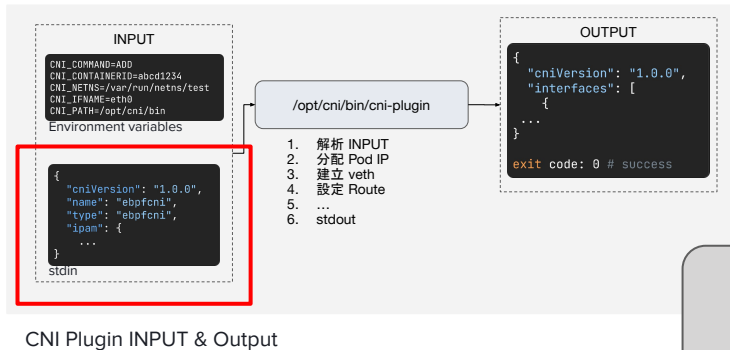 INPUT
CNI_COMMAND=ADD
CNI_CONTAINERID=abcd1234
CNI_NETNS=/var/run/netns/test
CNI_IFNAME=eth0
CNI_PATH=/opt/cni/bin
Environment variables
{
"cniVersion": "1.0.0",
"name": "ebpfcni",
"type": "ebpfcni",
"ipam": {
...
}
stdin
/opt/cni/bin/cni-plugin
1. 解析 INPUT
2. 分配 Pod IP
3. 建立 veth
4. 設定 Route
5. …
6. stdout
OUTPUT
{
"cniVersion": "1.0.0",
"interfaces": [
{
...
}
exit code: 0 # success
CNI Plugin INPUT & Output